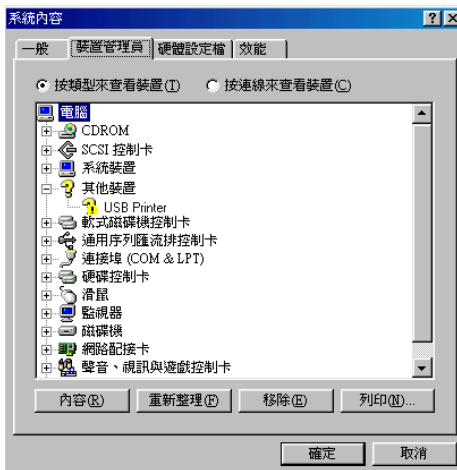 系統內容
一般 裝置管理員 硬體設定檔 效能
按類型來查看裝置(T) 按連線來查看裝置(C)
電腦
CDROM
SCSI 控制卡
系統裝置
其他裝置
USB Printer
軟式磁碟機控制卡
通用序列匯流排控制卡
連接埠 (COM & LPT)
硬碟控制卡
滑鼠
監視器
磁碟機
網路配接卡
聲音、視訊與遊戲控制卡
內容(R) 重新整理(F) 移除(E) 列印(N)...
確定 取消